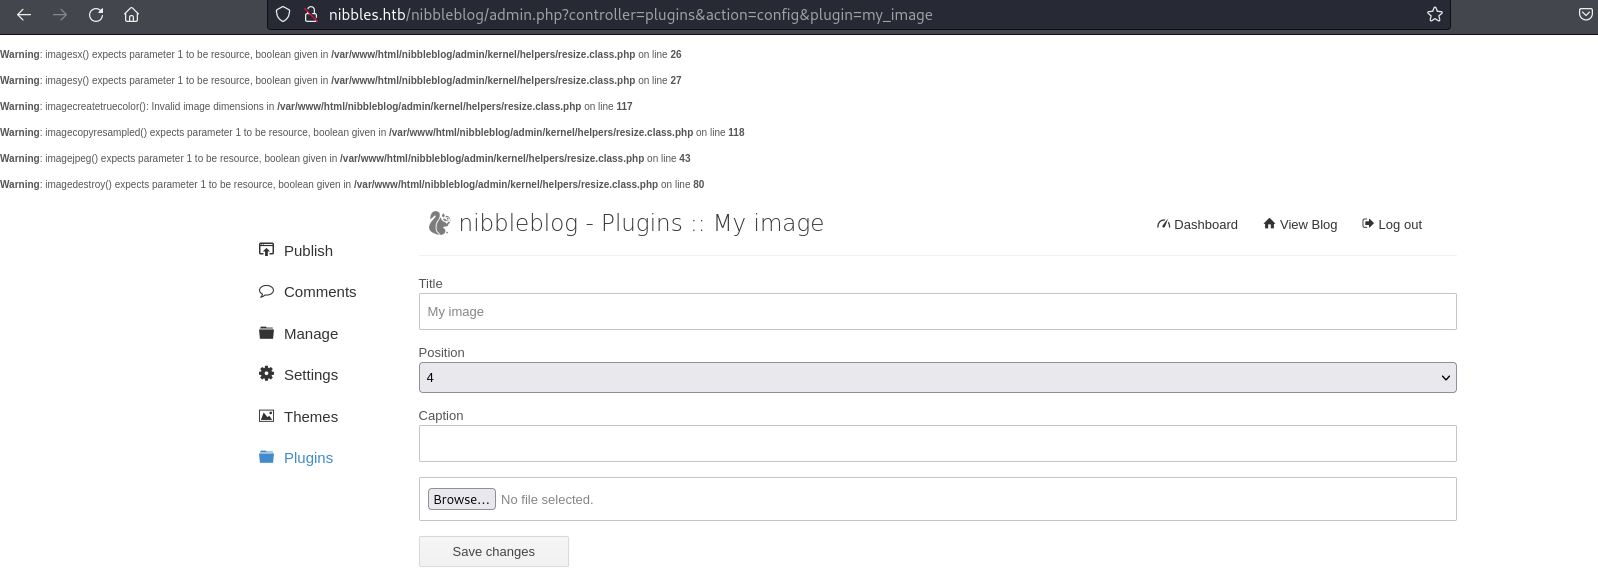 nibbles.htb/nibbleblog/admin.php?controller=plugins&action=config&plugin=my_image
Warning: imagesx() expects parameter 1 to be resource, boolean given in /var/www/html/nibbleblog/admin/kernel/helpers/resize.class.php on line 26
Warning: imagesy() expects parameter 1 to be resource, boolean given in /var/www/html/nibbleblog/admin/kernel/helpers/resize.class.php on line 27
Warning: imagecreatetruecolor(): Invalid image dimensions in /var/www/html/nibbleblog/admin/kernel/helpers/resize.class.php on line 117
Warning: imagecopyresampled() expects parameter 1 to be resource, boolean given in /var/www/html/nibbleblog/admin/kernel/helpers/resize.class.php on line 118
Warning: imagejpeg() expects parameter 1 to be resource, boolean given in /var/www/html/nibbleblog/admin/kernel/helpers/resize.class.php on line 43
Warning: imagedestroy() expects parameter 1 to be resource, boolean given in /var/www/html/nibbleblog/admin/kernel/helpers/resize.class.php on line 80
nibbleblog - Plugins :: My image
Dashboard
View Blog
Log out
Publish
Comments
Manage
Settings
Themes
Plugins
Title
My image
Position
4
Caption
Browse... No file selected.
Save changes